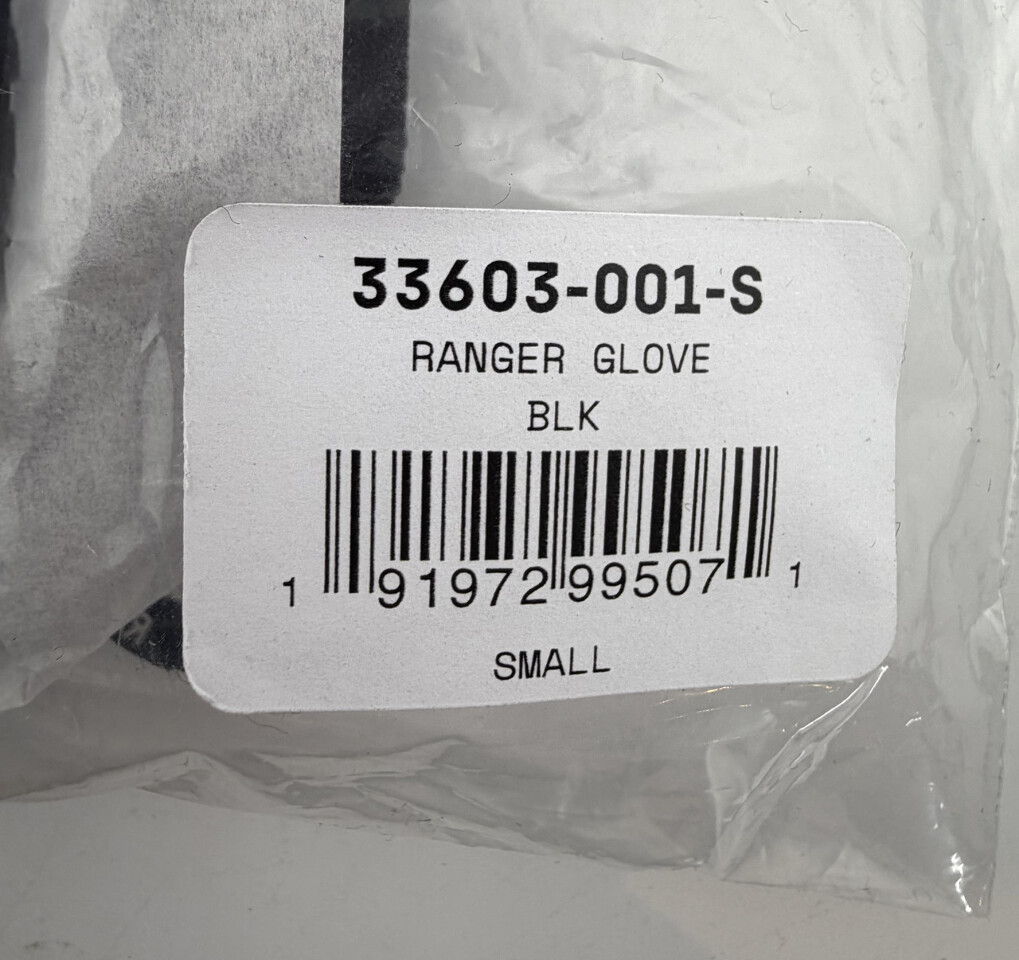 33603-001-S
RANGER GLOVE
BLK
1 91972 99507 1
SMALL